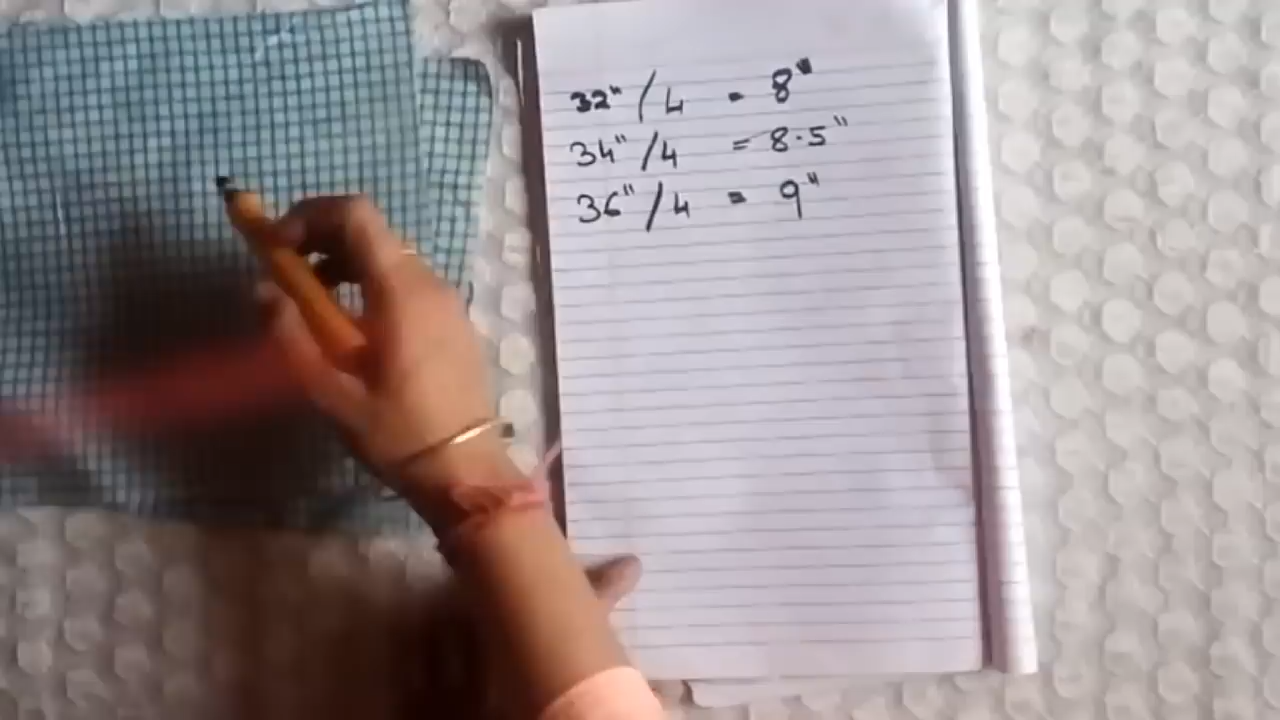 32" / 4 = 8"
34" / 4 = 8.5"
36" / 4 = 9"